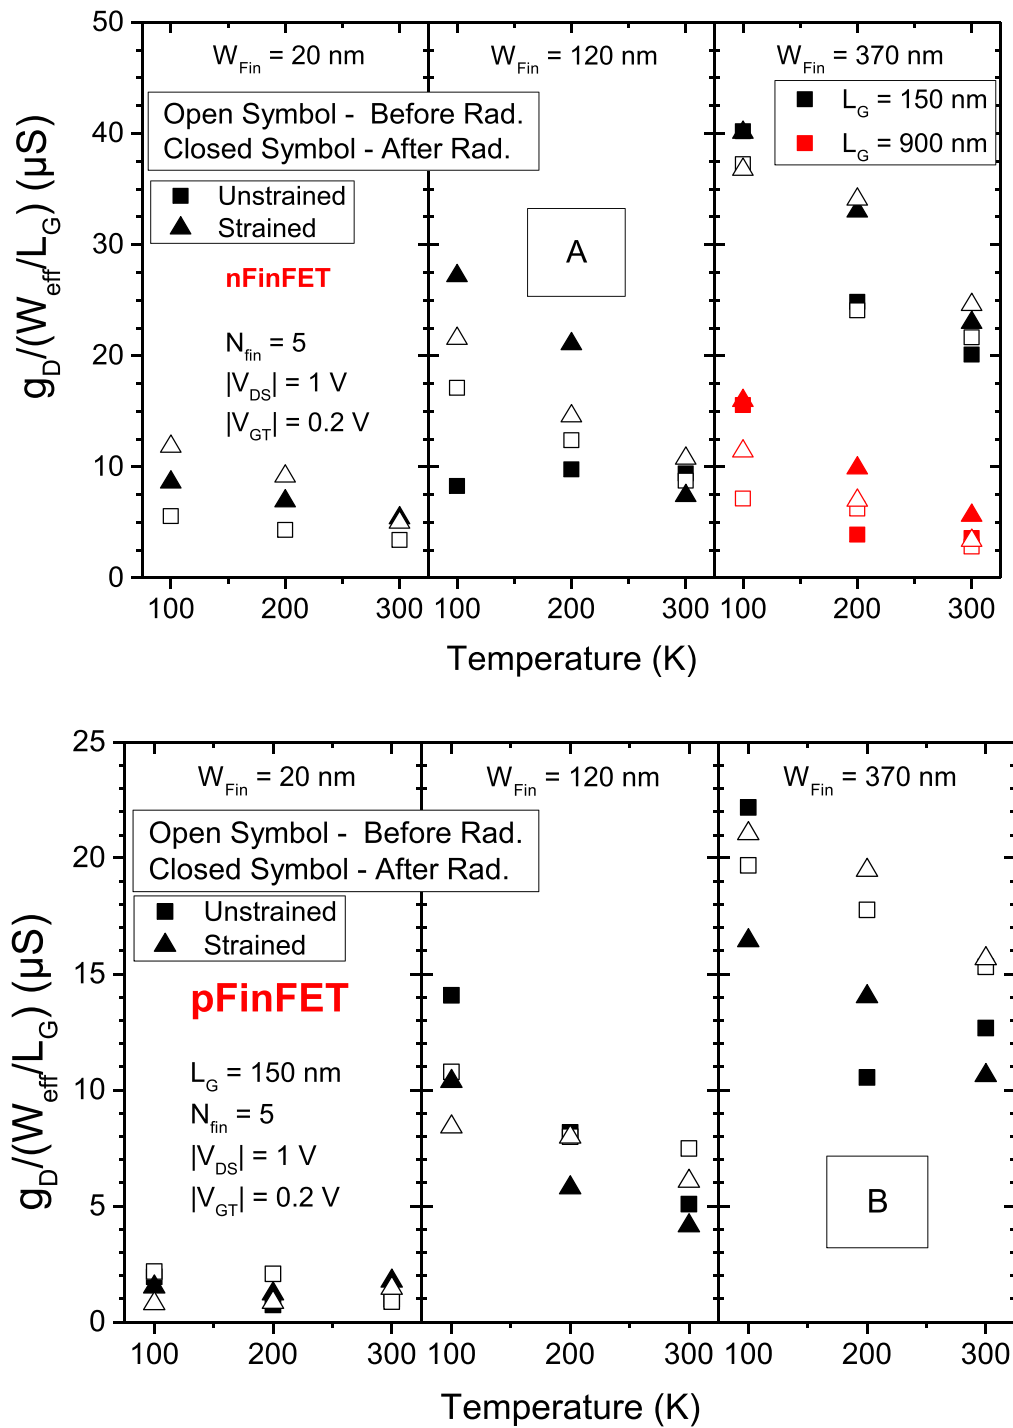 50
40
30
20
10
0
g_D/(W_eff/L_G) (μS)
W_Fin = 20 nm
W_Fin = 120 nm
W_Fin = 370 nm
Open Symbol - Before Rad.
Closed Symbol - After Rad.
L_G = 150 nm
L_G = 900 nm
Unstrained
Strained
A
nFinFET
N_fin = 5
|V_DS| = 1 V
|V_GT| = 0.2 V
100 200 300 100 200 300 100 200 300
Temperature (K)
25
20
15
10
5
0
g_D/(W_eff/L_G) (μS)
W_Fin = 20 nm
W_Fin = 120 nm
W_Fin = 370 nm
Open Symbol - Before Rad.
Closed Symbol - After Rad.
Unstrained
Strained
pFinFET
L_G = 150 nm
N_fin = 5
|V_DS| = 1 V
|V_GT| = 0.2 V
B
100 200 300 100 200 300 100 200 300
Temperature (K)